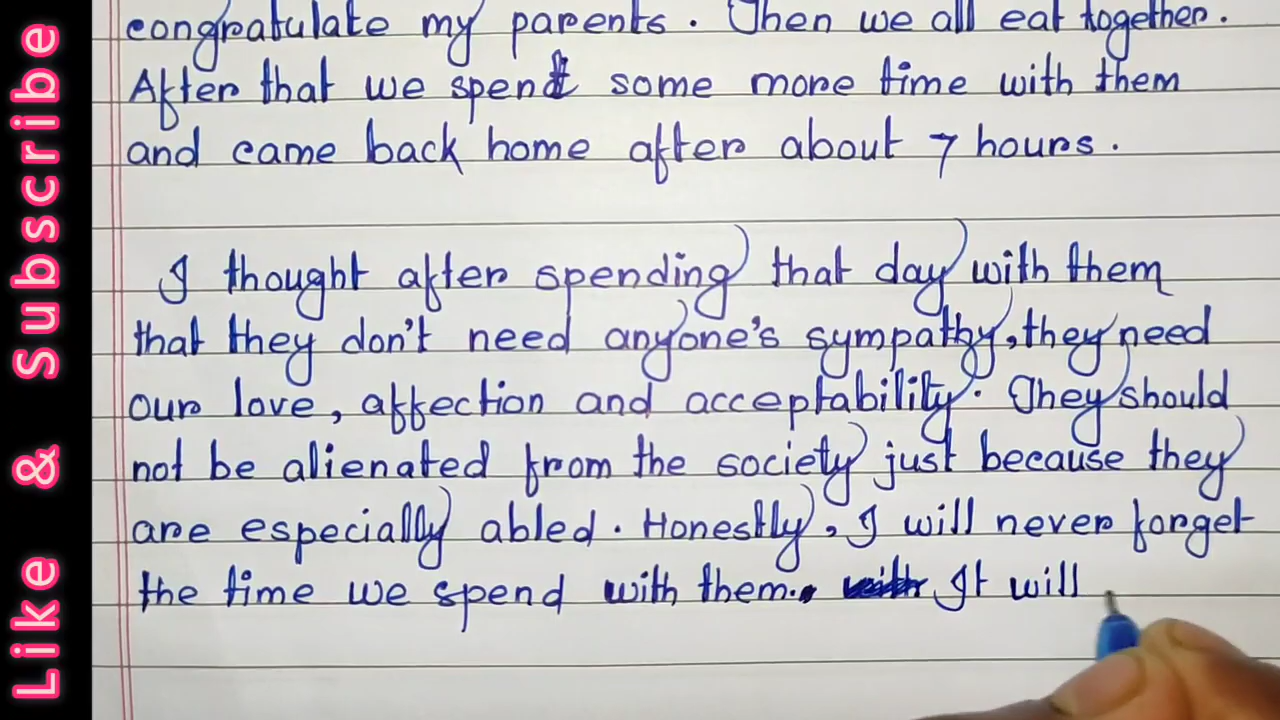 Like & Subscribe
congratulate my parents. Then we all eat together.
After that we spent some more time with them
and came back home after about 7 hours.
I thought after spending that day with them
that they don't need anyone's sympathy, they need
our love, affection and acceptability. They should
not be alienated from the society just because they
are especially abled. Honestly, I will never forget
the time we spend with them. It will